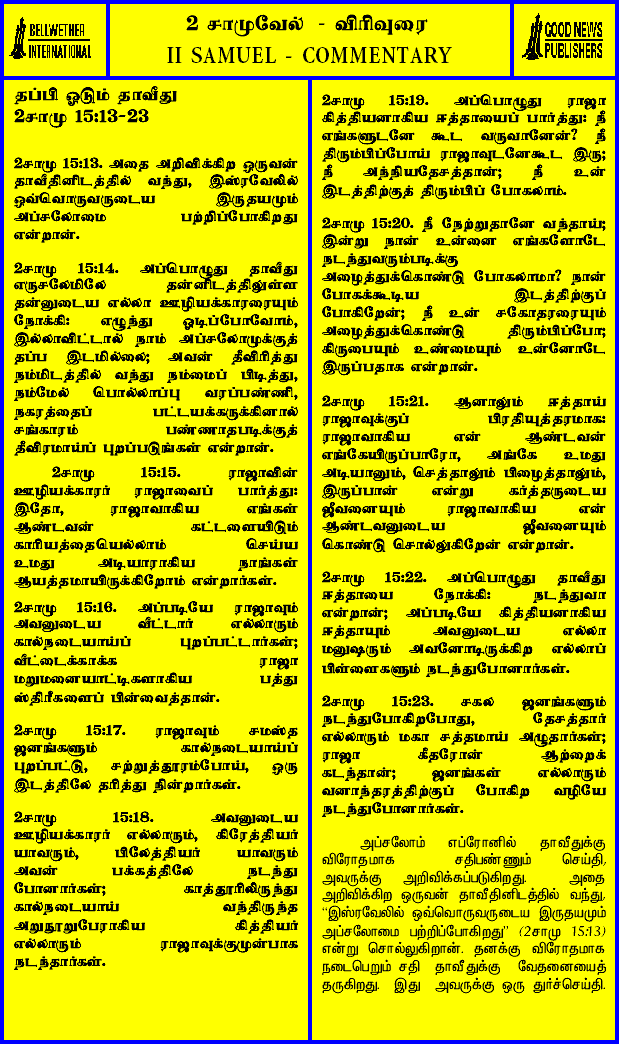 BELLWETHER
INTERNATIONAL
2 சாமுவேல் - விரிவுரை
II SAMUEL - COMMENTARY
GOOD NEWS
PUBLISHERS
தப்பி ஓடும் தாவீது
2சாமு 15:13-23
2சாமு 15:13. அதை அறிவிக்கிற ஒருவன்
தாவீதினிடத்தில் வந்து, இஸ்ரவேலில்
ஒவ்வொருவருடைய இருதயமும்
அப்சலோமை பற்றிப்போகிறது
என்றான்.
2சாமு 15:14. அப்பொழுது தாவீது
எருசலேமிலே தன்னிடத்திலுள்ள
தன்னுடைய எல்லா ஊழியக்காரரையும்
நோக்கி: எழுந்து ஓடிப்போவோம்,
இல்லாவிட்டால் நாம் அப்சலோமுக்குத்
தப்ப இடமில்லை; அவன் தீவிரித்து
நம்மிடத்தில் வந்து நம்மைப் பிடித்து,
நம்மேல் பொல்லாப்பு வரப்பண்ணி,
நகரத்தைப் பட்டயக்கருக்கினால்
சங்காரம் பண்ணாதபடிக்குத்
தீவிரமாய்ப் புறப்படுங்கள் என்றான்.
2சாமு 15:15. ராஜாவின்
ஊழியக்காரர் ராஜாவைப் பார்த்து:
இதோ, ராஜாவாகிய எங்கள்
ஆண்டவன் கட்டளையிடும்
காரியத்தையெல்லாம் செய்ய
உமது அடியாராகிய நாங்கள்
ஆயத்தமாயிருக்கிறோம் என்றார்கள்.
2சாமு 15:16. அப்படியே ராஜாவும்
அவனுடைய வீட்டார் எல்லாரும்
கால்நடையாய்ப் புறப்பட்டார்கள்;
வீட்டைக்காக்க ராஜா
மறுமனையாட்டிகளாகிய பத்து
ஸ்திரீகளைப் பின்வைத்தான்.
2சாமு 15:17. ராஜாவும் சமஸ்த
ஜனங்களும் கால்நடையாய்ப்
புறப்பட்டு, சற்றுத்தூரம்போய், ஒரு
இடத்திலே தரித்து நின்றார்கள்.
2சாமு 15:18. அவனுடைய
ஊழியக்காரர் எல்லாரும், கிரேத்தியர்
யாவரும், பிலேத்தியர் யாவரும்
அவன் பக்கத்திலே நடந்து
போனார்கள்; காத்தூரிலிருந்து
கால்நடையாய் வந்திருந்த
அறுநூறுபேராகிய கித்தியர்
எல்லாரும் ராஜாவுக்குமுன்பாக
நடந்தார்கள்.
2சாமு 15:19. அப்பொழுது ராஜா
கித்தியனாகிய ஈத்தாயைப் பார்த்து: நீ
எங்களுடனே கூட வருவானேன்? நீ
திரும்பிப்போய் ராஜாவுடனேகூட இரு;
நீ அந்நியதேசத்தான்; நீ உன்
இடத்திற்குத் திரும்பிப் போகலாம்.
2சாமு 15:20. நீ நேற்றுதானே வந்தாய்;
இன்று நான் உன்னை எங்களோடே
நடந்துவரும்படிக்கு
அழைத்துக்கொண்டு போகலாமா? நான்
போகக்கூடிய இடத்திற்குப்
போகிறேன்; நீ உன் சகோதரரையும்
அழைத்துக்கொண்டு திரும்பிப்போ;
கிருபையும் உண்மையும் உன்னோடே
இருப்பதாக என்றான்.
2சாமு 15:21. ஆனாலும் ஈத்தாய்
ராஜாவுக்குப் பிரதியுத்தரமாக:
ராஜாவாகிய என் ஆண்டவன்
எங்கேயிருப்பாரோ, அங்கே உமது
அடியானும், செத்தாலும் பிழைத்தாலும்,
இருப்பான் என்று கர்த்தருடைய
ஜீவனையும் ராஜாவாகிய என்
ஆண்டவனுடைய ஜீவனையும்
கொண்டு சொல்லுகிறேன் என்றான்.
2சாமு 15:22. அப்பொழுது தாவீது
ஈத்தாயை நோக்கி: நடந்துவா
என்றான்; அப்படியே கித்தியனாகிய
ஈத்தாயும் அவனுடைய எல்லா
மனுஷரும் அவனோடிருக்கிற எல்லாப்
பிள்ளைகளும் நடந்துபோனார்கள்.
2சாமு 15:23. சகல ஜனங்களும்
நடந்துபோகிறபோது, தேசத்தார்
எல்லாரும் மகா சத்தமாய் அழுதார்கள்;
ராஜா கீதரோன் ஆற்றைக்
கடந்தான்; ஜனங்கள் எல்லாரும்
வனாந்தரத்திற்குப் போகிற வழியே
நடந்துபோனார்கள்.
அப்சலோம் எப்ரோனில் தாவீதுக்கு
விரோதமாக சதிபண்ணும் செய்தி,
அவருக்கு அறிவிக்கப்படுகிறது. அதை
அறிவிக்கிற ஒருவன் தாவீதினிடத்தில் வந்து,
"இஸ்ரவேலில் ஒவ்வொருவருடைய இருதயமும்
அப்சலோமை பற்றிப்போகிறது" (2சாமு 15:13)
என்று சொல்லுகிறான். தனக்கு விரோதமாக
நடைபெறும் சதி தாவீதுக்கு வேதனையைத்
தருகிறது. இது அவருக்கு ஒரு துர்ச்செய்தி.